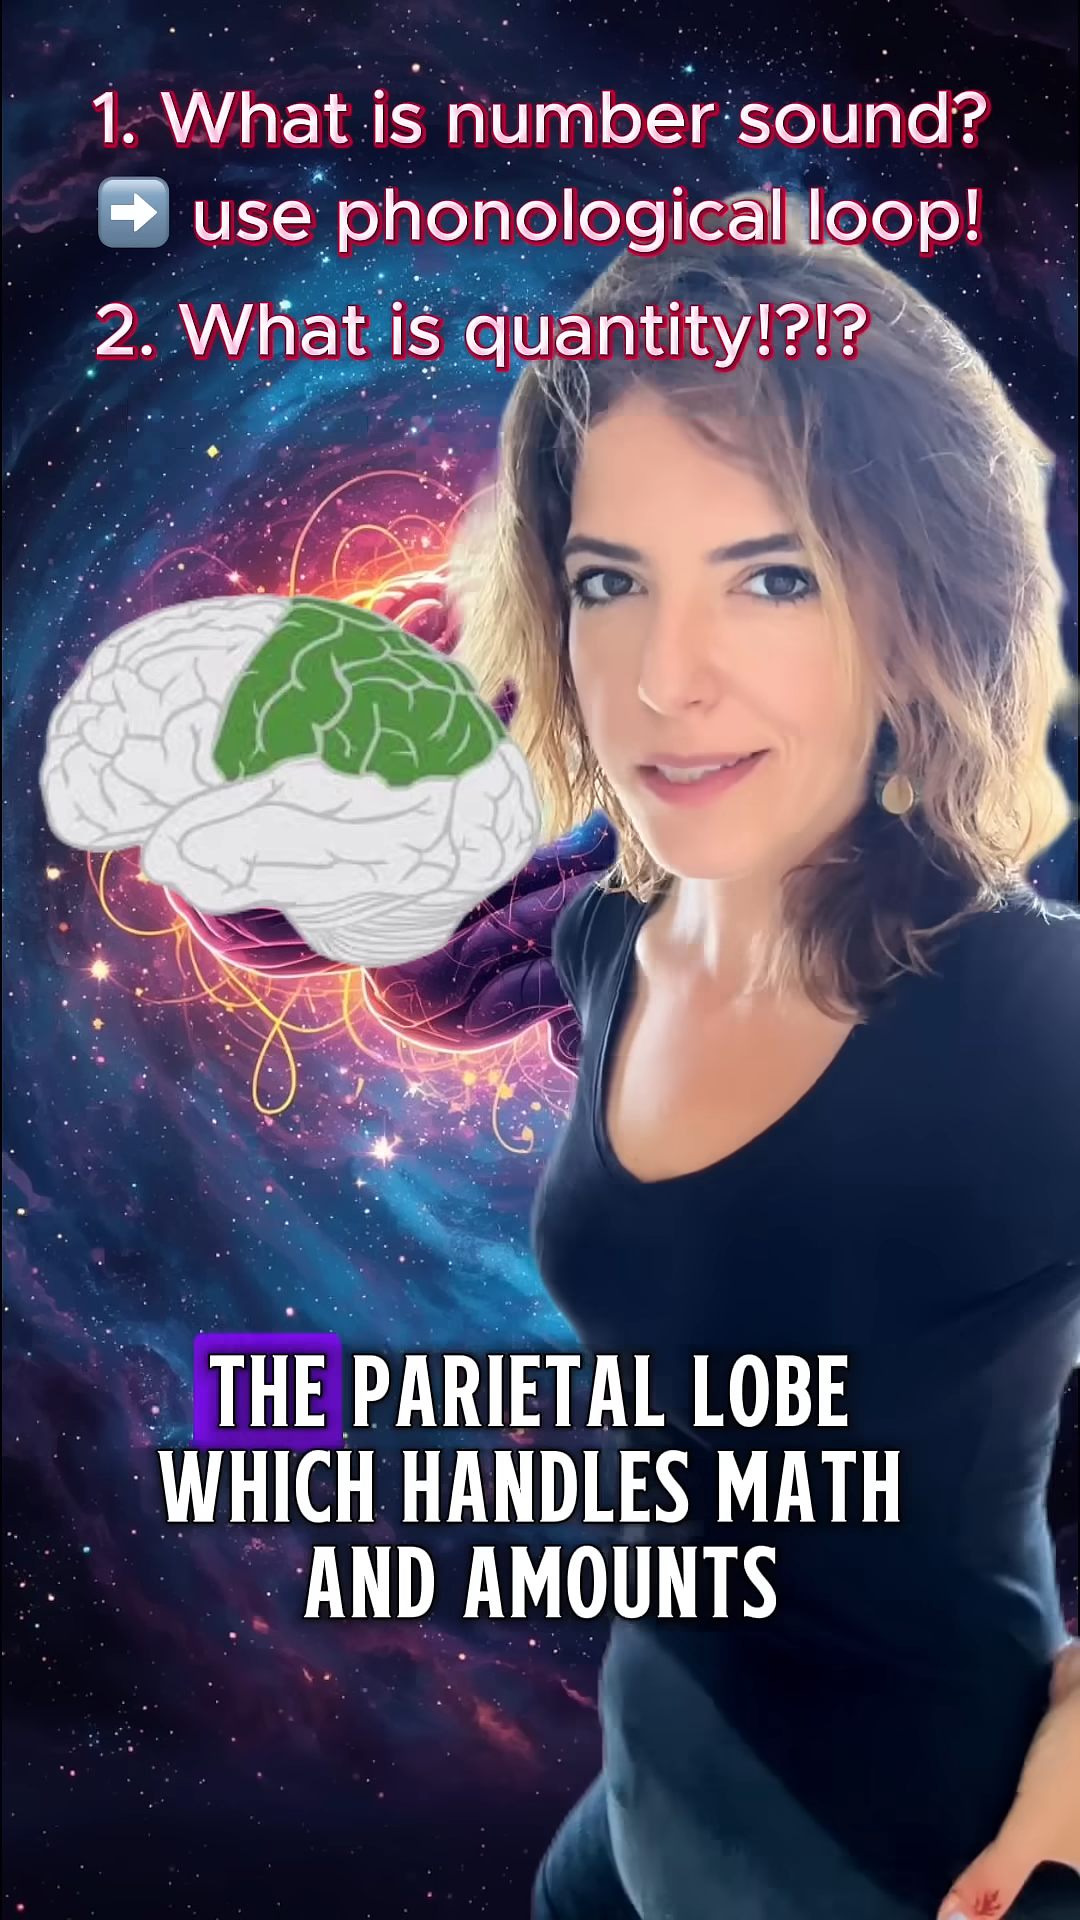 1. What is number sound?
➡️ use phonological loop!
2. What is quantity!?!?
THE PARIETAL LOBE
WHICH HANDLES MATH
AND AMOUNTS